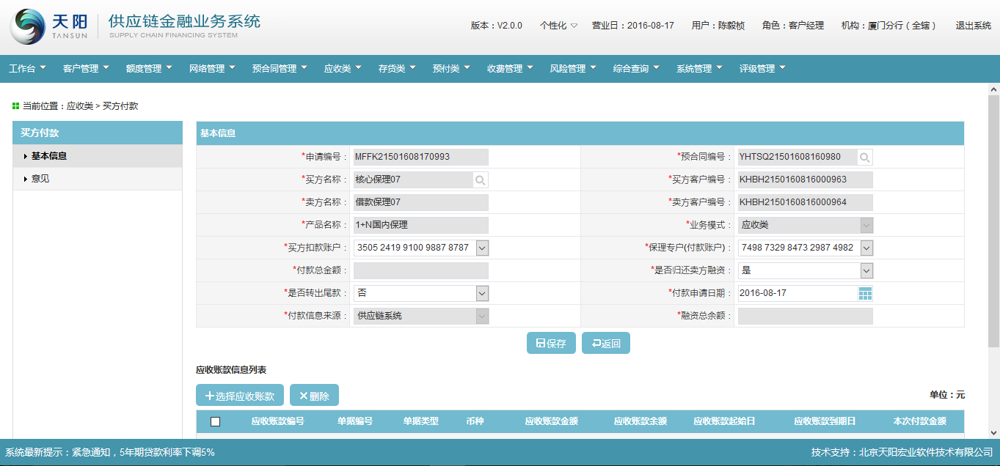 天阳 TANSUN 供应链金融业务系统 SUPPLY CHAIN FINANCING SYSTEM
版本：V2.0.0 个性化 营业日：2016-08-17 用户：陈毅桢 角色：客户经理 机构：厦门分行（全辖） 退出系统
工作台 客户管理 额度管理 网络管理 预合同管理 应收类 存货类 预付类 收费管理 风险管理 综合查询 系统管理 评级管理
当前位置：应收类 > 买方付款
买方付款
基本信息
意见
基本信息
*申请编号： MFFK21501608170993 *预合同编号： YHTSQ21501608160980
*买方名称： 核心保理07 *买方客户编号： KHBH2150160816000963
*卖方名称： 借款保理07 *卖方客户编号： KHBH2150160816000964
*产品名称： 1+N国内保理 *业务模式： 应收类
*买方扣款账户： 3505 2419 9100 9887 8787 *保理专户(付款账户)： 7498 7329 8473 2987 4982
*付款总金额： *是否归还卖方融资： 是
*是否转出尾款： 否 *付款申请日期： 2016-08-17
*付款信息来源： 供应链系统 *融资总余额：
保存 返回
应收账款信息列表
选择应收账款 删除 单位：元
应收账款编号 单据编号 单据类型 币种 应收账款金额 应收账款余额 应收账款起始日 应收账款到期日 本次付款金额
系统最新提示：紧急通知，5年期贷款利率下调5% 技术支持：北京天阳宏业软件技术有限公司